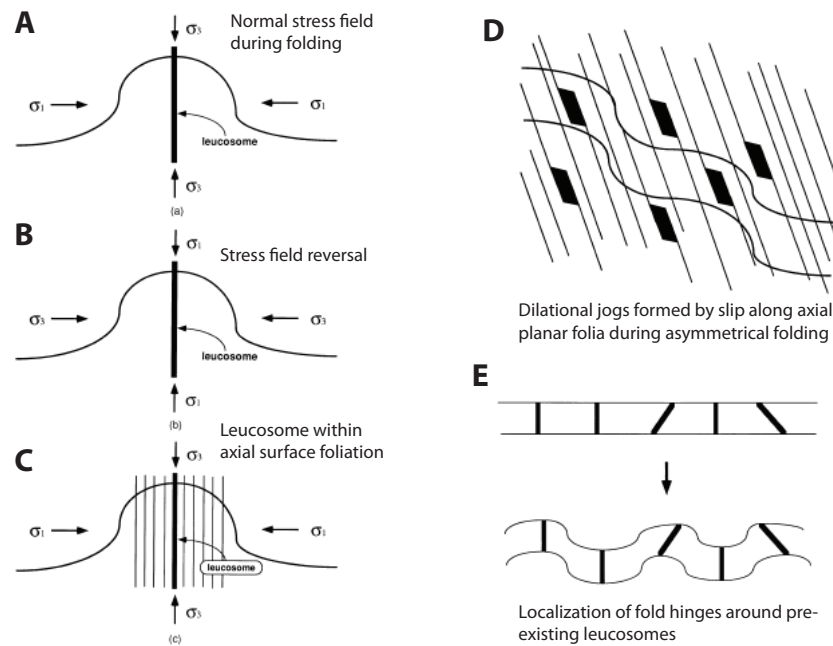 A
Normal stress field
during folding
σ₃
σ₁
σ₁
leucosome
σ₃
(a)
B
Stress field reversal
σ₁
σ₃
σ₃
leucosome
σ₁
(b)
C
Leucosome within
axial surface foliation
σ₃
σ₁
σ₁
leucosome
σ₃
(c)
D
Dilational jogs formed by slip along axial
planar folia during asymmetrical folding
E
Localization of fold hinges around pre-
existing leucosomes